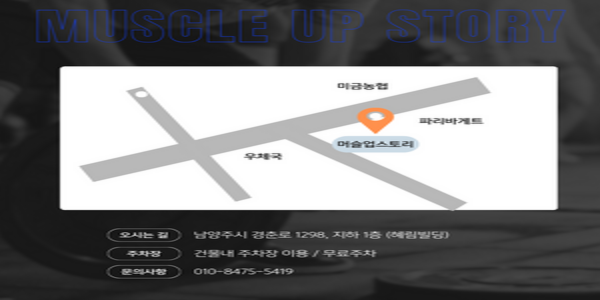 MUSCLE UP STORY
미금농협
파리바게트
머슬업스토리
우체국
오시는 길 남양주시 경춘로 1298, 지하 1층 (혜림빌딩)
주차장 건물내 주차장 이용 / 무료주차
문의사항 010-8475-5419